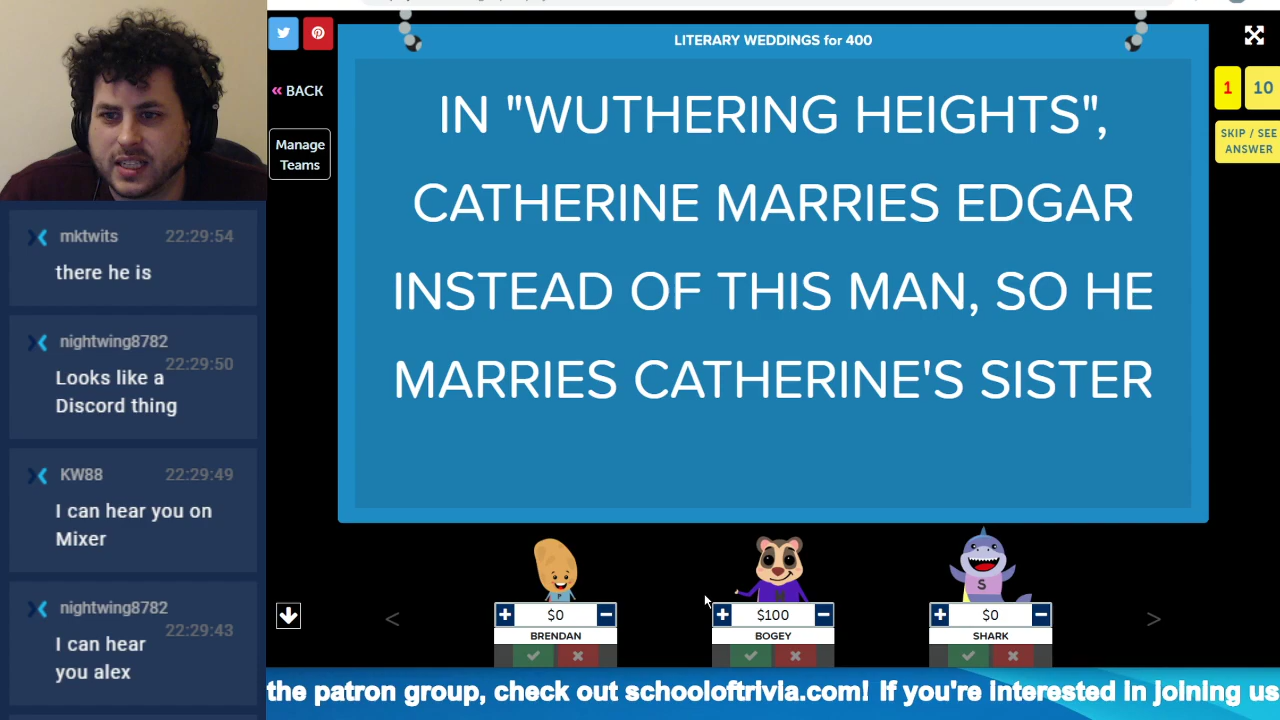 LITERARY WEDDINGS for 400
« BACK
Manage
Teams
IN "WUTHERING HEIGHTS",
CATHERINE MARRIES EDGAR
INSTEAD OF THIS MAN, SO HE
MARRIES CATHERINE'S SISTER
1 10
SKIP / SEE
ANSWER
mktwits 22:29:54
there he is
nightwing8782
22:29:50
Looks like a
Discord thing
KW88 22:29:49
I can hear you on
Mixer
nightwing8782
22:29:43
I can hear
you alex
P
S
< + $0 − + $100 − + $0 − >
BRENDAN BOGEY SHARK
the patron group, check out schooloftrivia.com! If you're interested in joining us